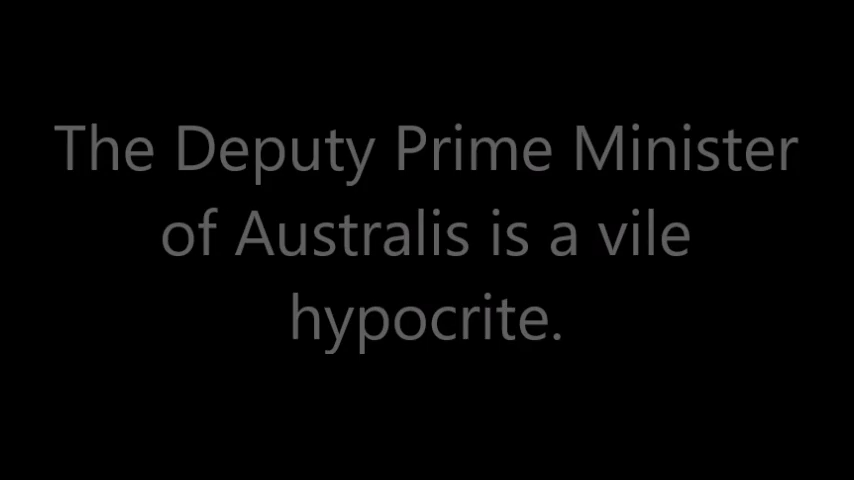 The Deputy Prime Minister
of Australis is a vile
hypocrite.